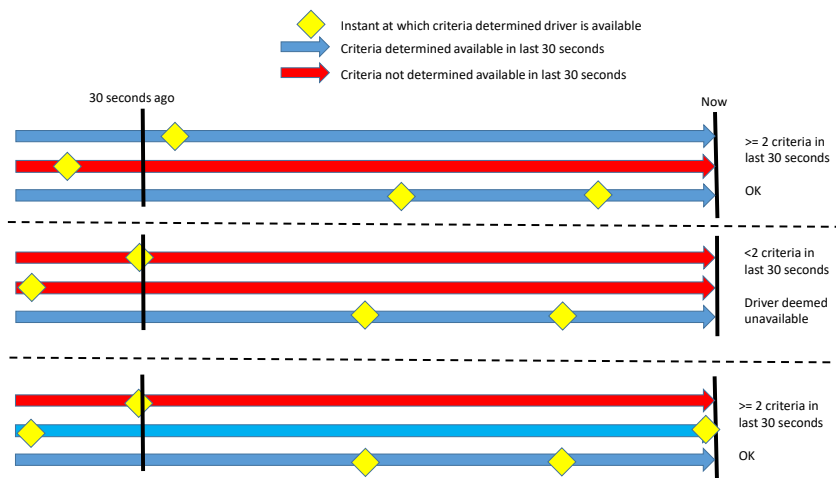 Instant at which criteria determined driver is available
Criteria determined available in last 30 seconds
Criteria not determined available in last 30 seconds
30 seconds ago
Now
>= 2 criteria in
last 30 seconds
OK
<2 criteria in
last 30 seconds
Driver deemed
unavailable
>= 2 criteria in
last 30 seconds
OK